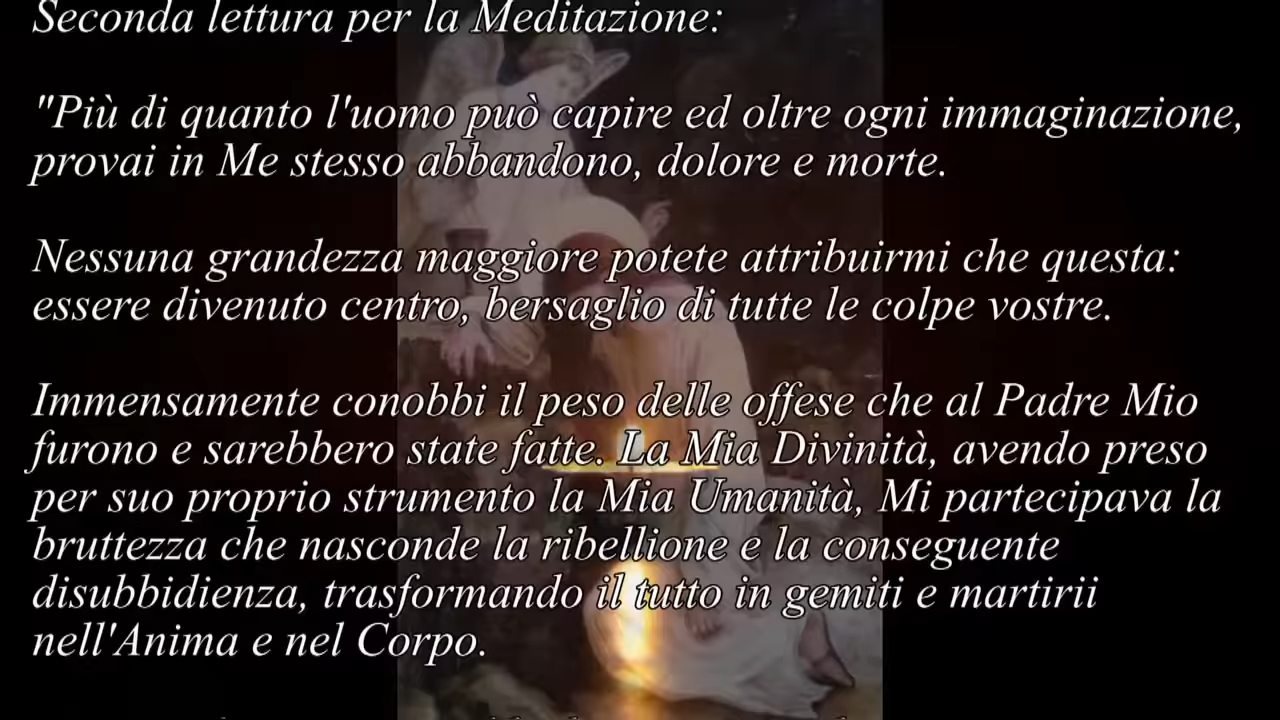 Seconda lettura per la Meditazione:
"Più di quanto l'uomo può capire ed oltre ogni immaginazione,
provai in Me stesso abbandono, dolore e morte.
Nessuna grandezza maggiore potete attribuirmi che questa:
essere divenuto centro, bersaglio di tutte le colpe vostre.
Immensamente conobbi il peso delle offese che al Padre Mio
furono e sarebbero state fatte. La Mia Divinità, avendo preso
per suo proprio strumento la Mia Umanità, Mi partecipava la
bruttezza che nasconde la ribellione e la conseguente
disubbidienza, trasformando il tutto in gemiti e martirii
nell'Anima e nel Corpo.